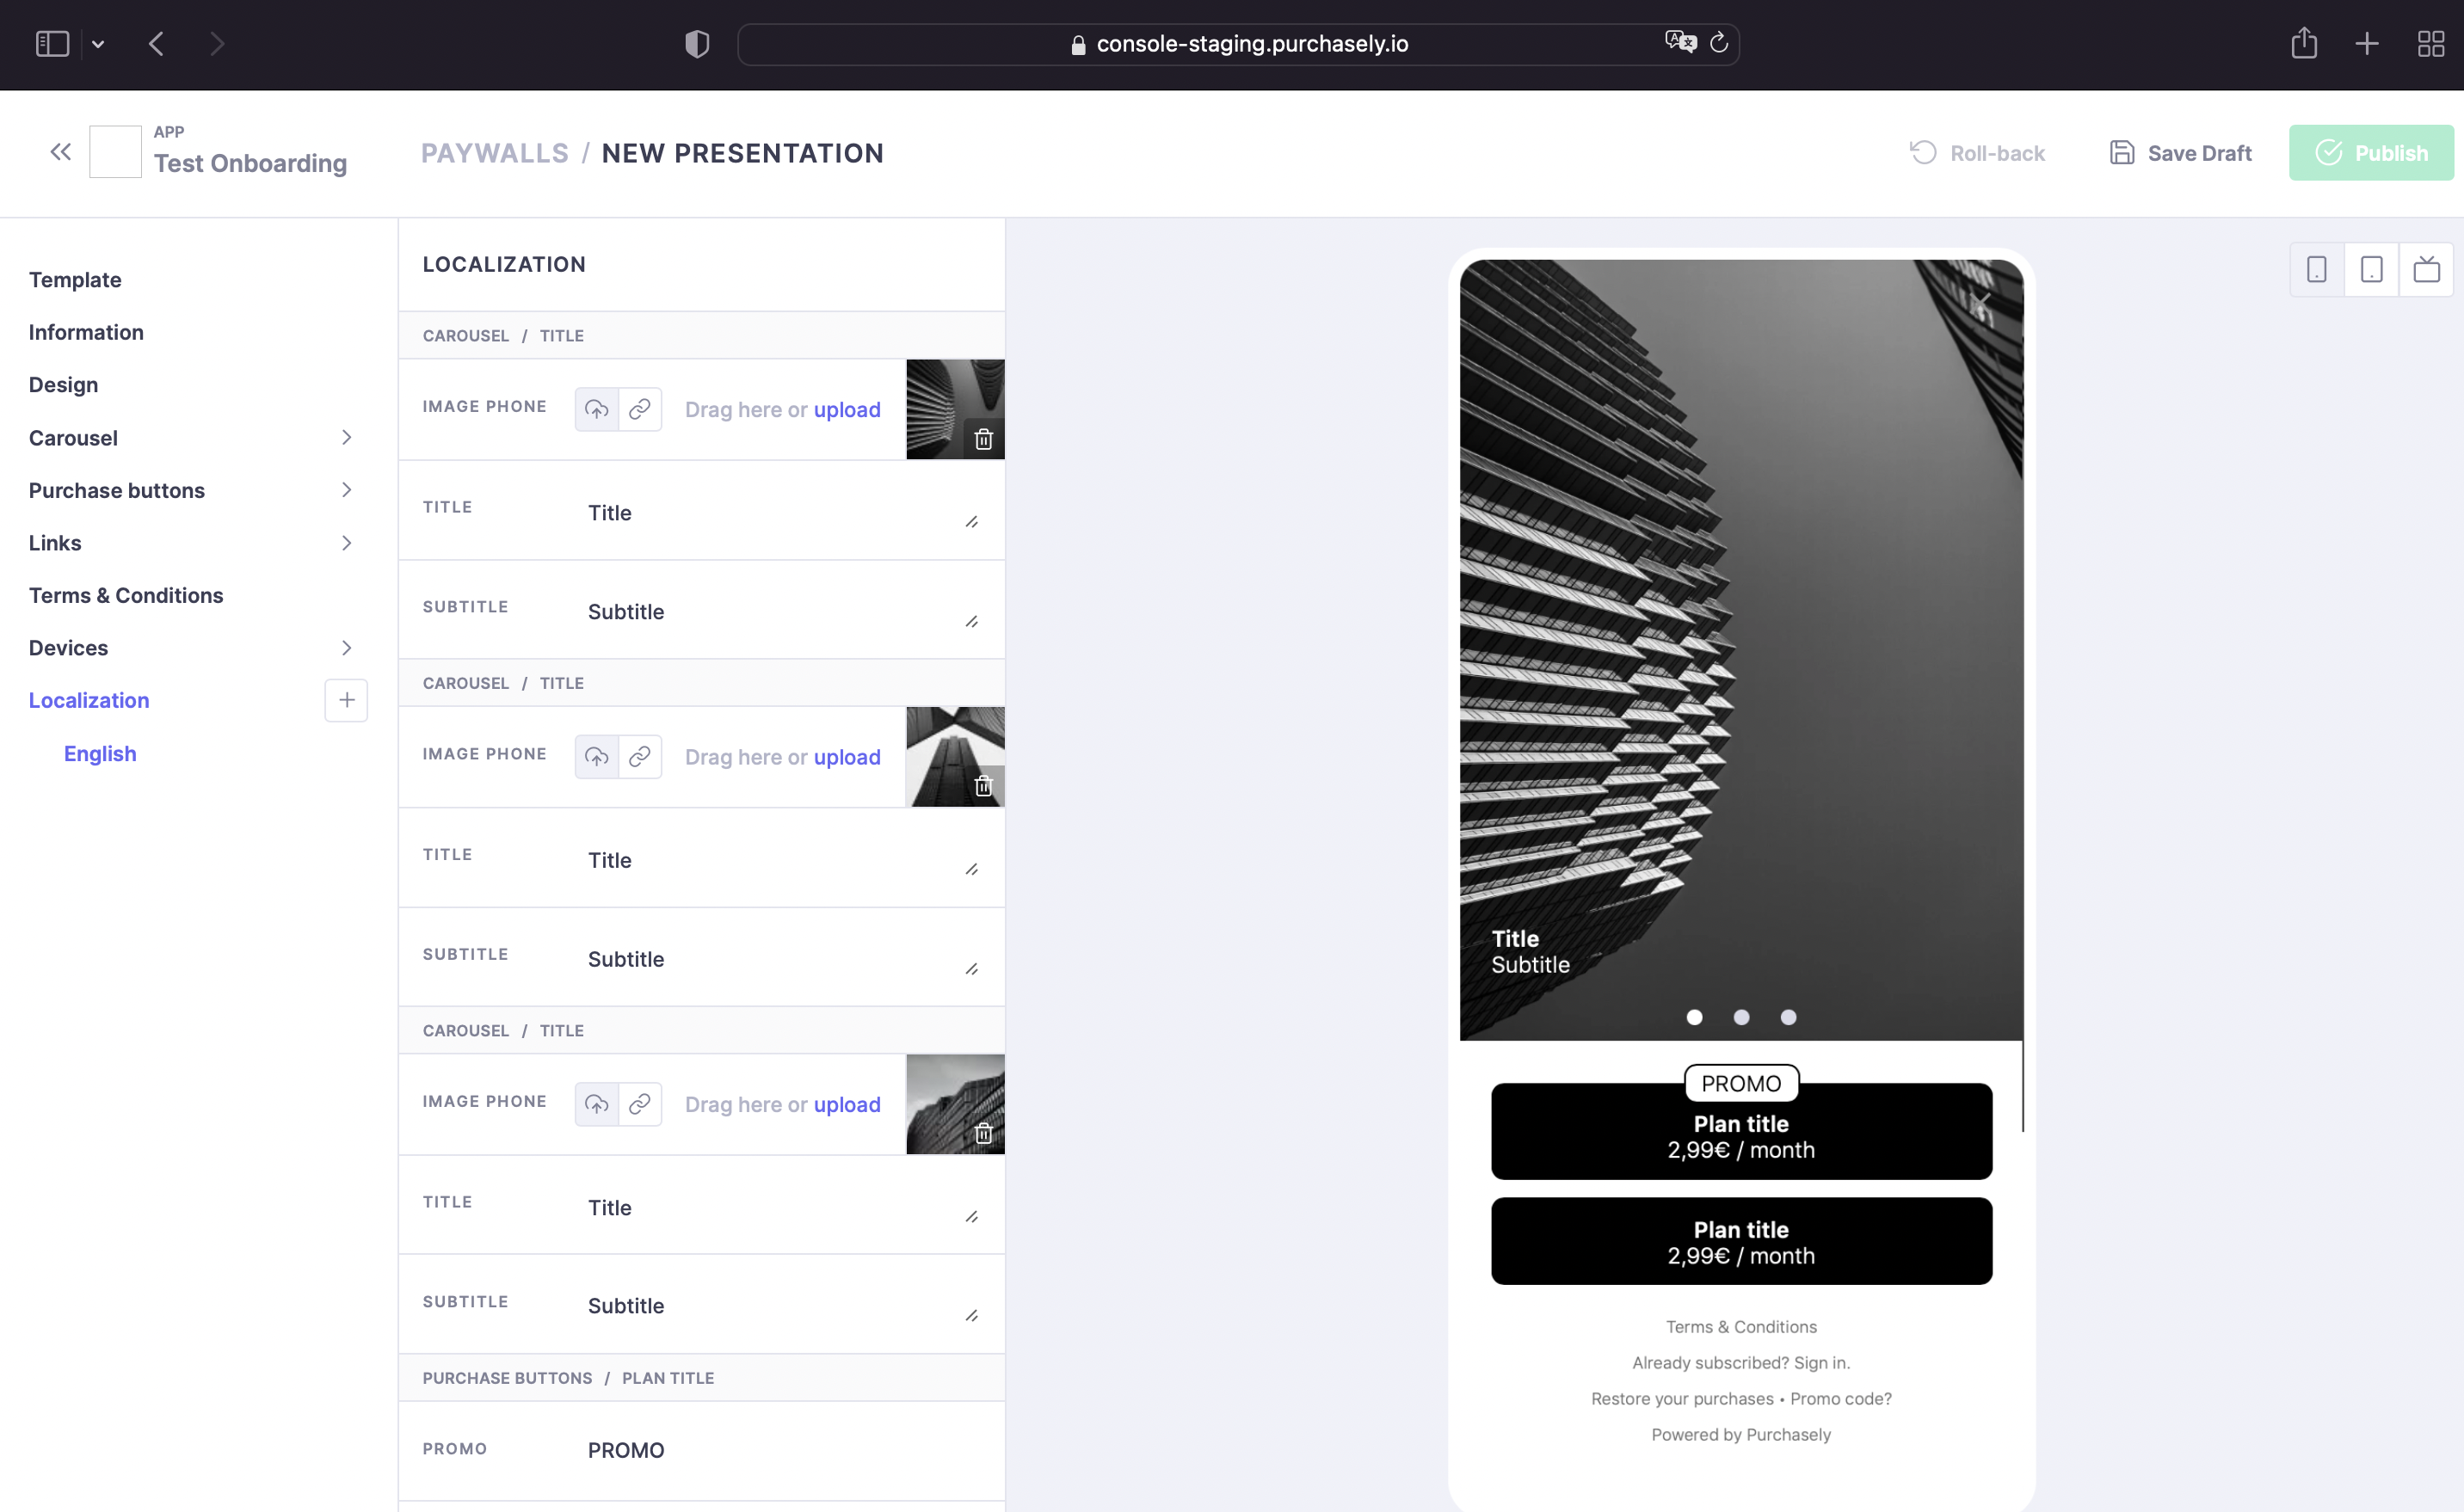 console-staging.purchasely.io
APP
Test Onboarding
PAYWALLS / NEW PRESENTATION
Roll-back
Save Draft
Publish
Template
Information
Design
Carousel
Purchase buttons
Links
Terms & Conditions
Devices
Localization
English
LOCALIZATION
CAROUSEL / TITLE
IMAGE PHONE
Drag here or upload
TITLE
Title
SUBTITLE
Subtitle
CAROUSEL / TITLE
IMAGE PHONE
Drag here or upload
TITLE
Title
SUBTITLE
Subtitle
CAROUSEL / TITLE
IMAGE PHONE
Drag here or upload
TITLE
Title
SUBTITLE
Subtitle
PURCHASE BUTTONS / PLAN TITLE
PROMO
PROMO
Title
Subtitle
PROMO
Plan title
2,99€ / month
Plan title
2,99€ / month
Terms & Conditions
Already subscribed? Sign in.
Restore your purchases • Promo code?
Powered by Purchasely